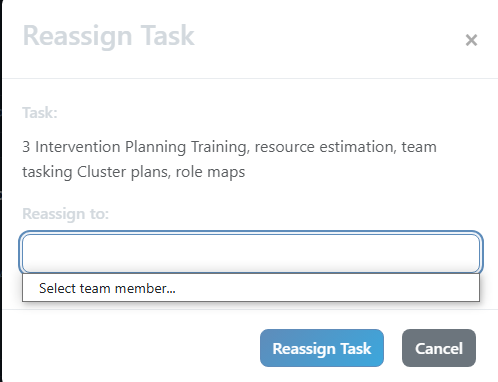 Reassign Task
×
Task:
3 Intervention Planning Training, resource estimation, team
tasking Cluster plans, role maps
Reassign to:
Select team member...
Reassign Task
Cancel